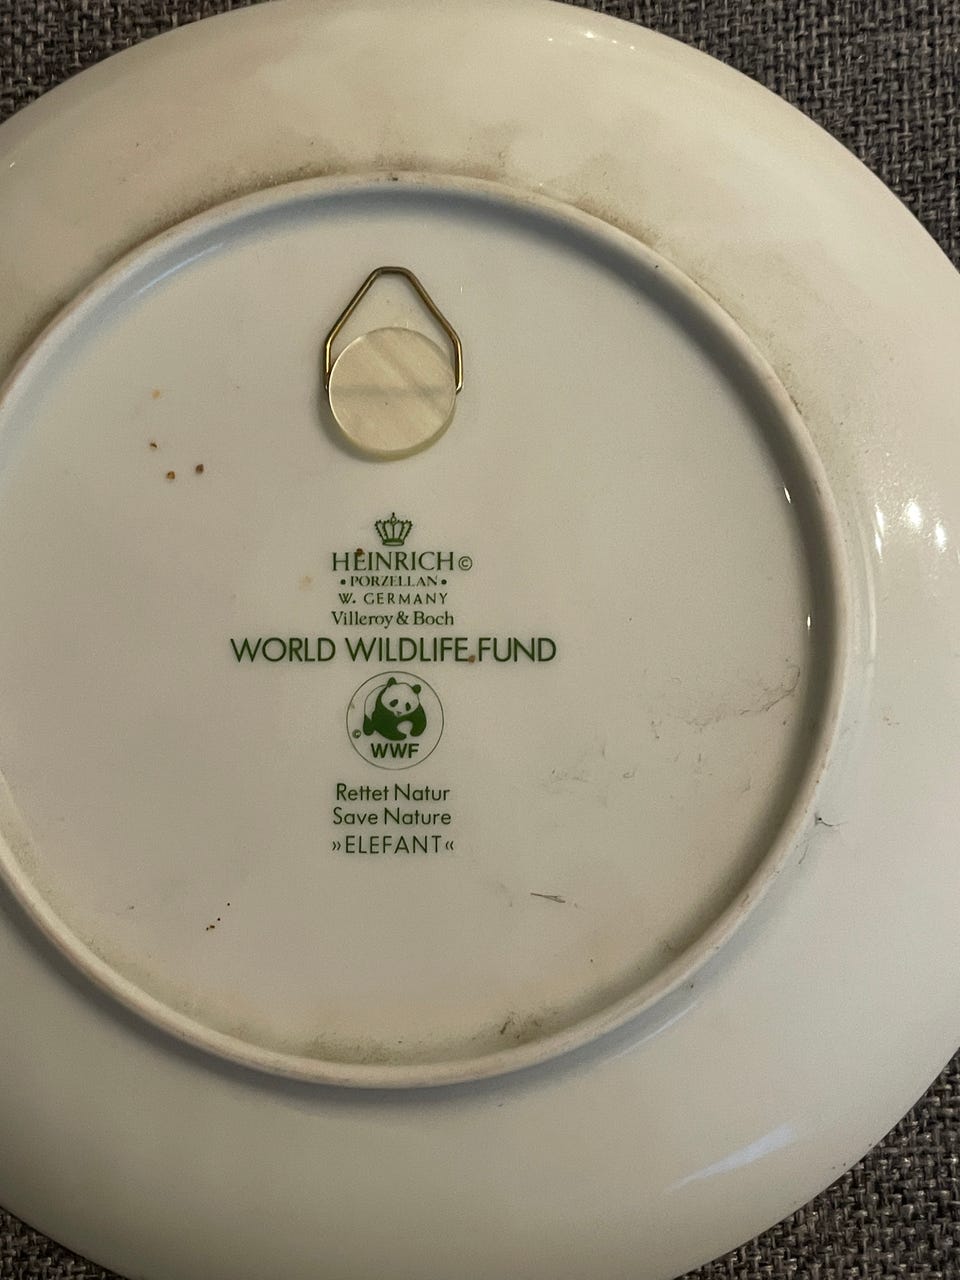 HEINRICH©
• PORZELLAN •
W. GERMANY
Villeroy & Boch
WORLD WILDLIFE FUND
© WWF
Rettet Natur
Save Nature
»ELEFANT«